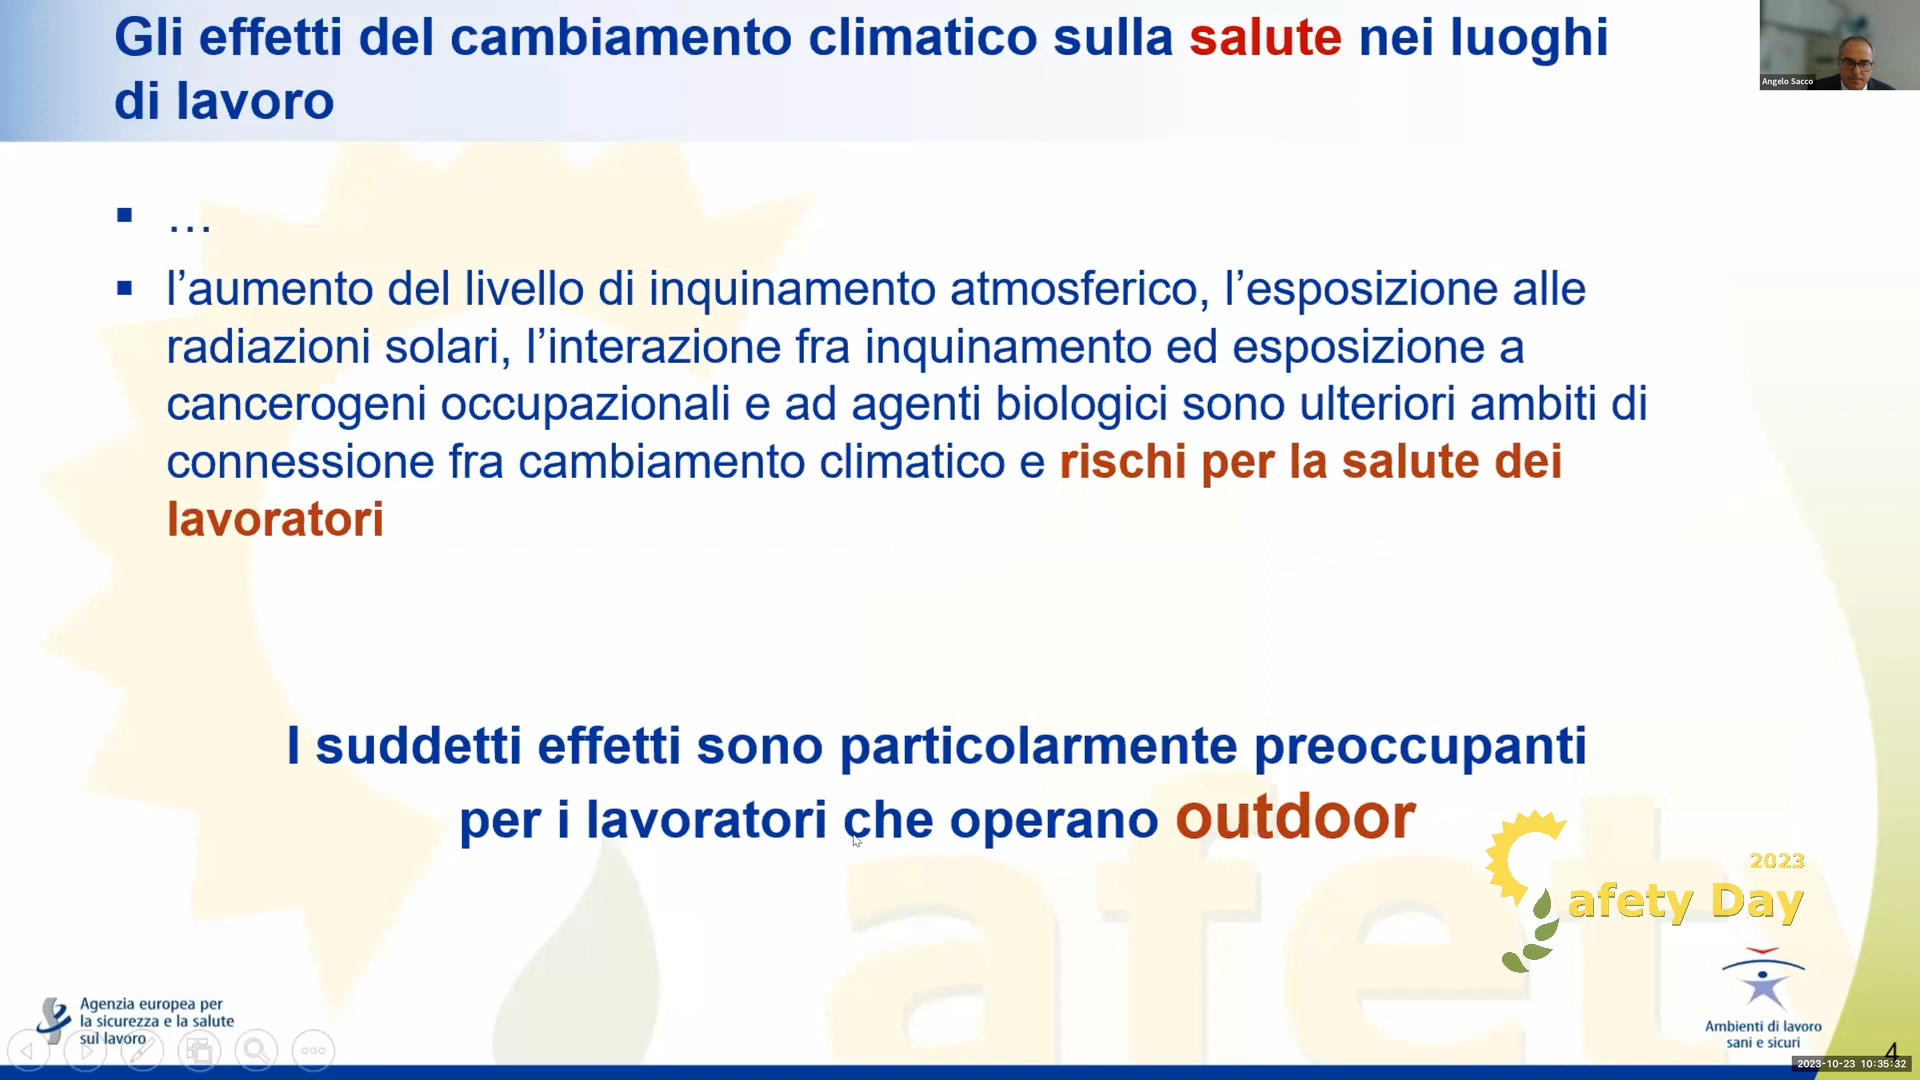 Gli effetti del cambiamento climatico sulla salute nei luoghi
di lavoro
Angelo Sacco
...
l’aumento del livello di inquinamento atmosferico, l’esposizione alle
radiazioni solari, l’interazione fra inquinamento ed esposizione a
cancerogeni occupazionali e ad agenti biologici sono ulteriori ambiti di
connessione fra cambiamento climatico e rischi per la salute dei
lavoratori
I suddetti effetti sono particolarmente preoccupanti
per i lavoratori che operano outdoor
2023
afety Day
Agenzia europea per
la sicurezza e la salute
sul lavoro
Ambienti di lavoro
sani e sicuri
4
2023-10-23 10:35:32
afety